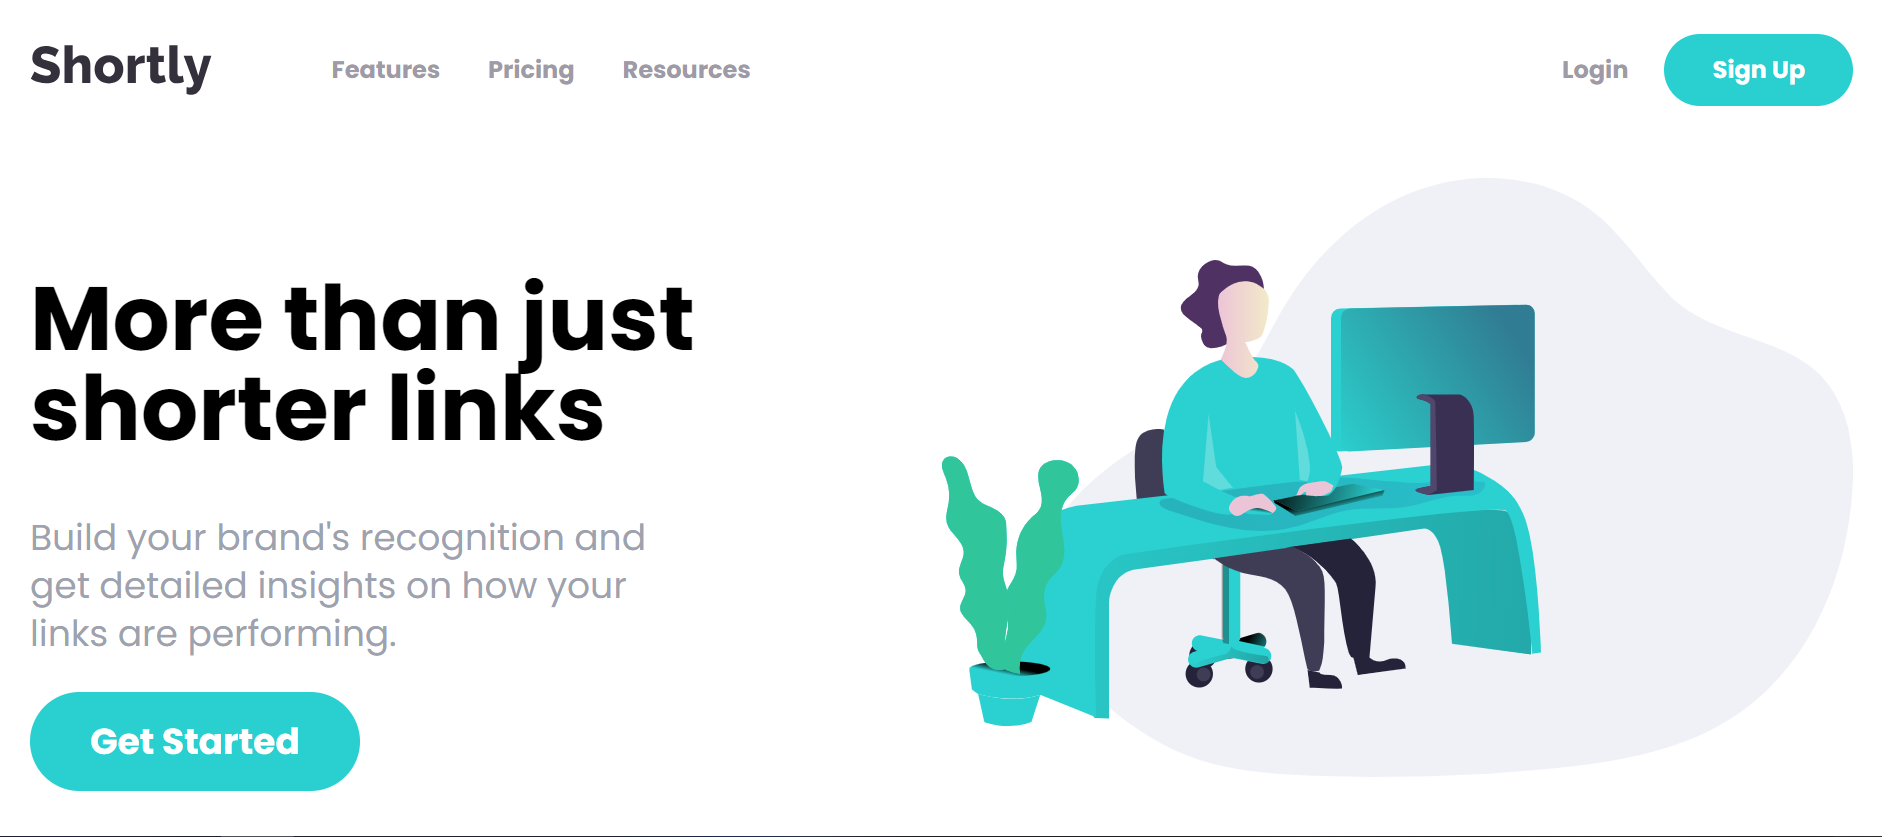 Shortly
Features Pricing Resources
Login Sign Up
More than just
shorter links
Build your brand's recognition and
get detailed insights on how your
links are performing.
Get Started